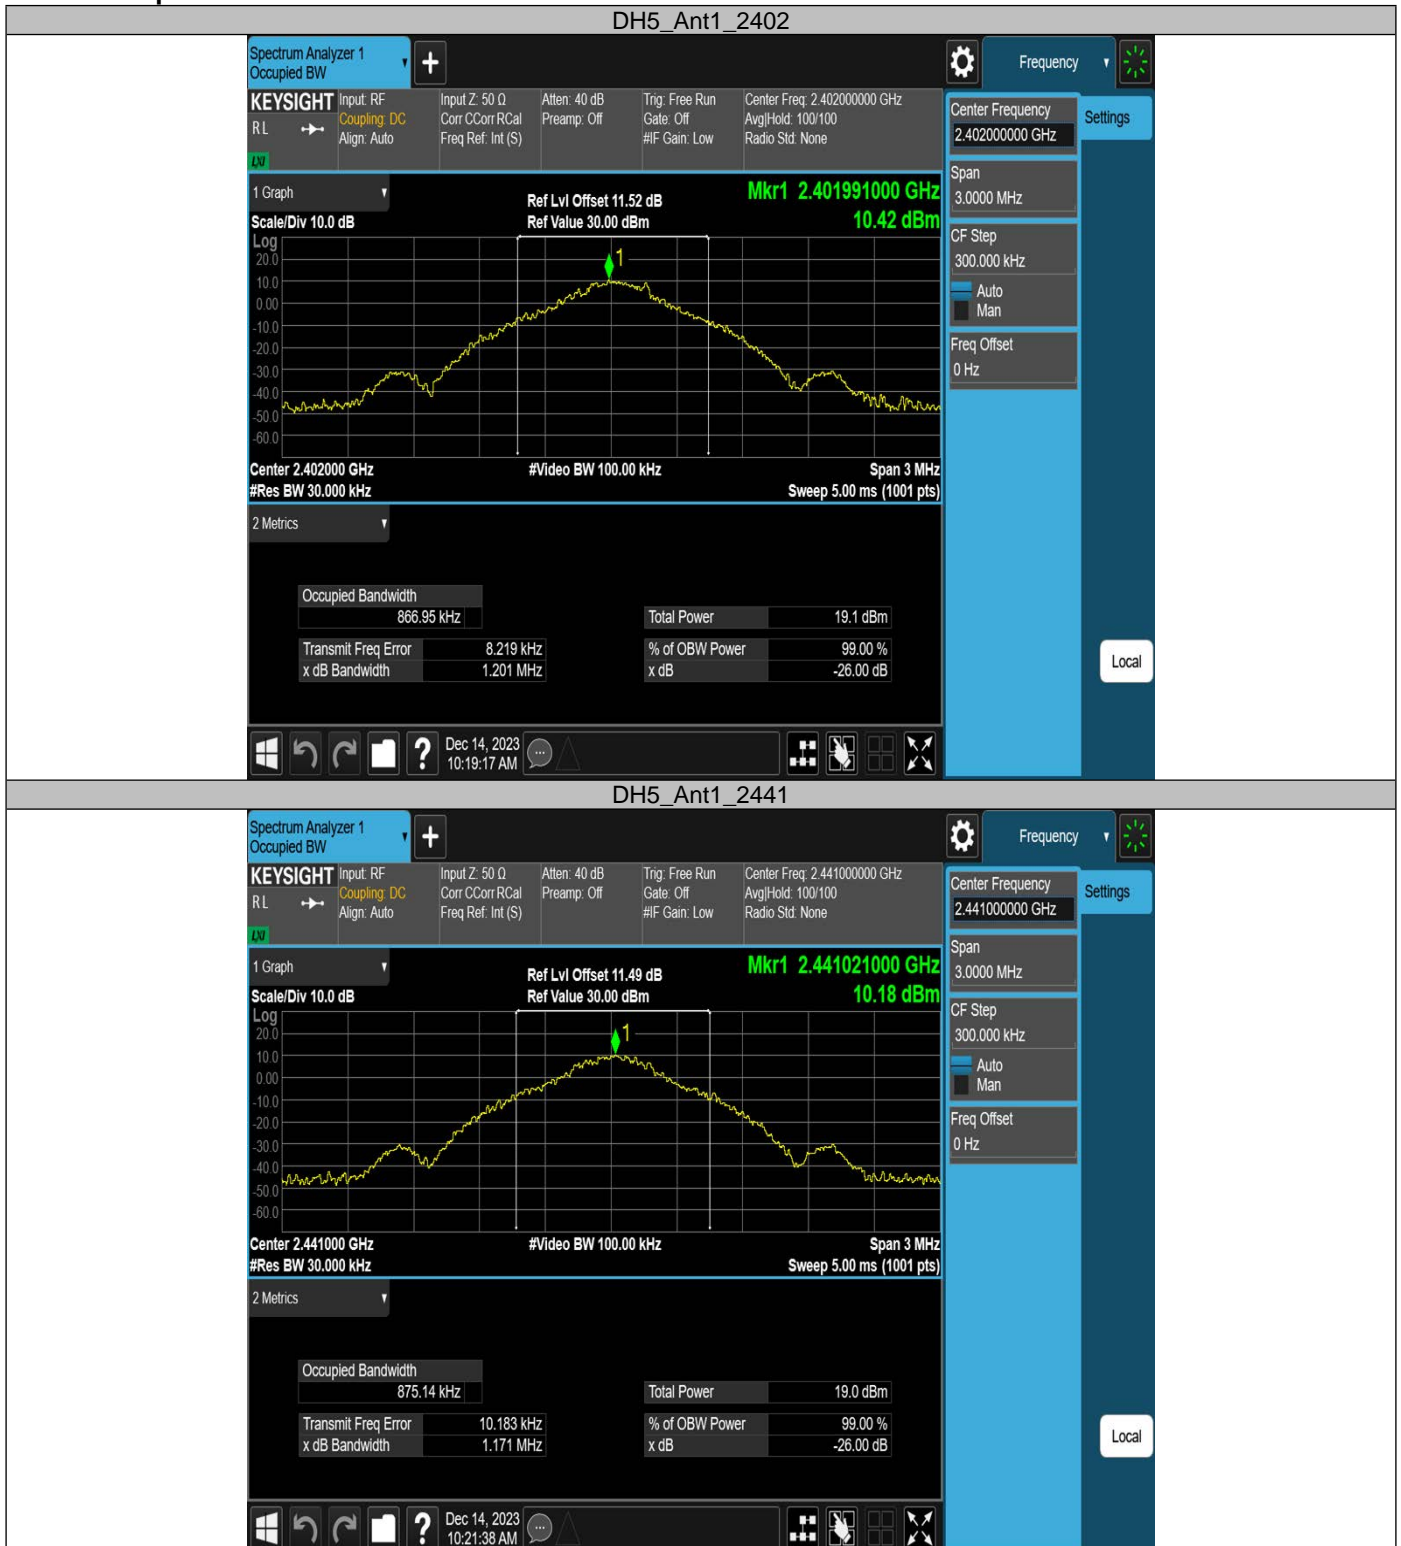 DH5_Ant1_2402
Spectrum Analyzer 1
Occupied BW
Frequency
KEYSIGHT
RL
LXI
Input: RF
Coupling: DC
Align: Auto
Input Z: 50 Ω
Corr CCorr RCal
Freq Ref: Int (S)
Atten: 40 dB
Preamp: Off
Trig: Free Run
Gate: Off
#IF Gain: Low
Center Freq: 2.402000000 GHz
Avg|Hold: 100/100
Radio Std: None
Center Frequency
2.402000000 GHz
Settings
Span
3.0000 MHz
CF Step
300.000 kHz
Auto
Man
Freq Offset
0 Hz
Local
1 Graph
Scale/Div 10.0 dB
Ref Lvl Offset 11.52 dB
Ref Value 30.00 dBm
Mkr1 2.401991000 GHz
10.42 dBm
Log
20.0
10.0
0.00
-10.0
-20.0
-30.0
-40.0
-50.0
-60.0
1
Center 2.402000 GHz
#Res BW 30.000 kHz
#Video BW 100.00 kHz
Span 3 MHz
Sweep 5.00 ms (1001 pts)
2 Metrics
Occupied Bandwidth
866.95 kHz
Total Power 19.1 dBm
Transmit Freq Error 8.219 kHz
% of OBW Power 99.00 %
x dB Bandwidth 1.201 MHz
x dB -26.00 dB
Dec 14, 2023
10:19:17 AM
DH5_Ant1_2441
Spectrum Analyzer 1
Occupied BW
Frequency
KEYSIGHT
RL
LXI
Input: RF
Coupling: DC
Align: Auto
Input Z: 50 Ω
Corr CCorr RCal
Freq Ref: Int (S)
Atten: 40 dB
Preamp: Off
Trig: Free Run
Gate: Off
#IF Gain: Low
Center Freq: 2.441000000 GHz
Avg|Hold: 100/100
Radio Std: None
Center Frequency
2.441000000 GHz
Settings
Span
3.0000 MHz
CF Step
300.000 kHz
Auto
Man
Freq Offset
0 Hz
Local
1 Graph
Scale/Div 10.0 dB
Ref Lvl Offset 11.49 dB
Ref Value 30.00 dBm
Mkr1 2.441021000 GHz
10.18 dBm
Log
20.0
10.0
0.00
-10.0
-20.0
-30.0
-40.0
-50.0
-60.0
1
Center 2.441000 GHz
#Res BW 30.000 kHz
#Video BW 100.00 kHz
Span 3 MHz
Sweep 5.00 ms (1001 pts)
2 Metrics
Occupied Bandwidth
875.14 kHz
Total Power 19.0 dBm
Transmit Freq Error 10.183 kHz
% of OBW Power 99.00 %
x dB Bandwidth 1.171 MHz
x dB -26.00 dB
Dec 14, 2023
10:21:38 AM